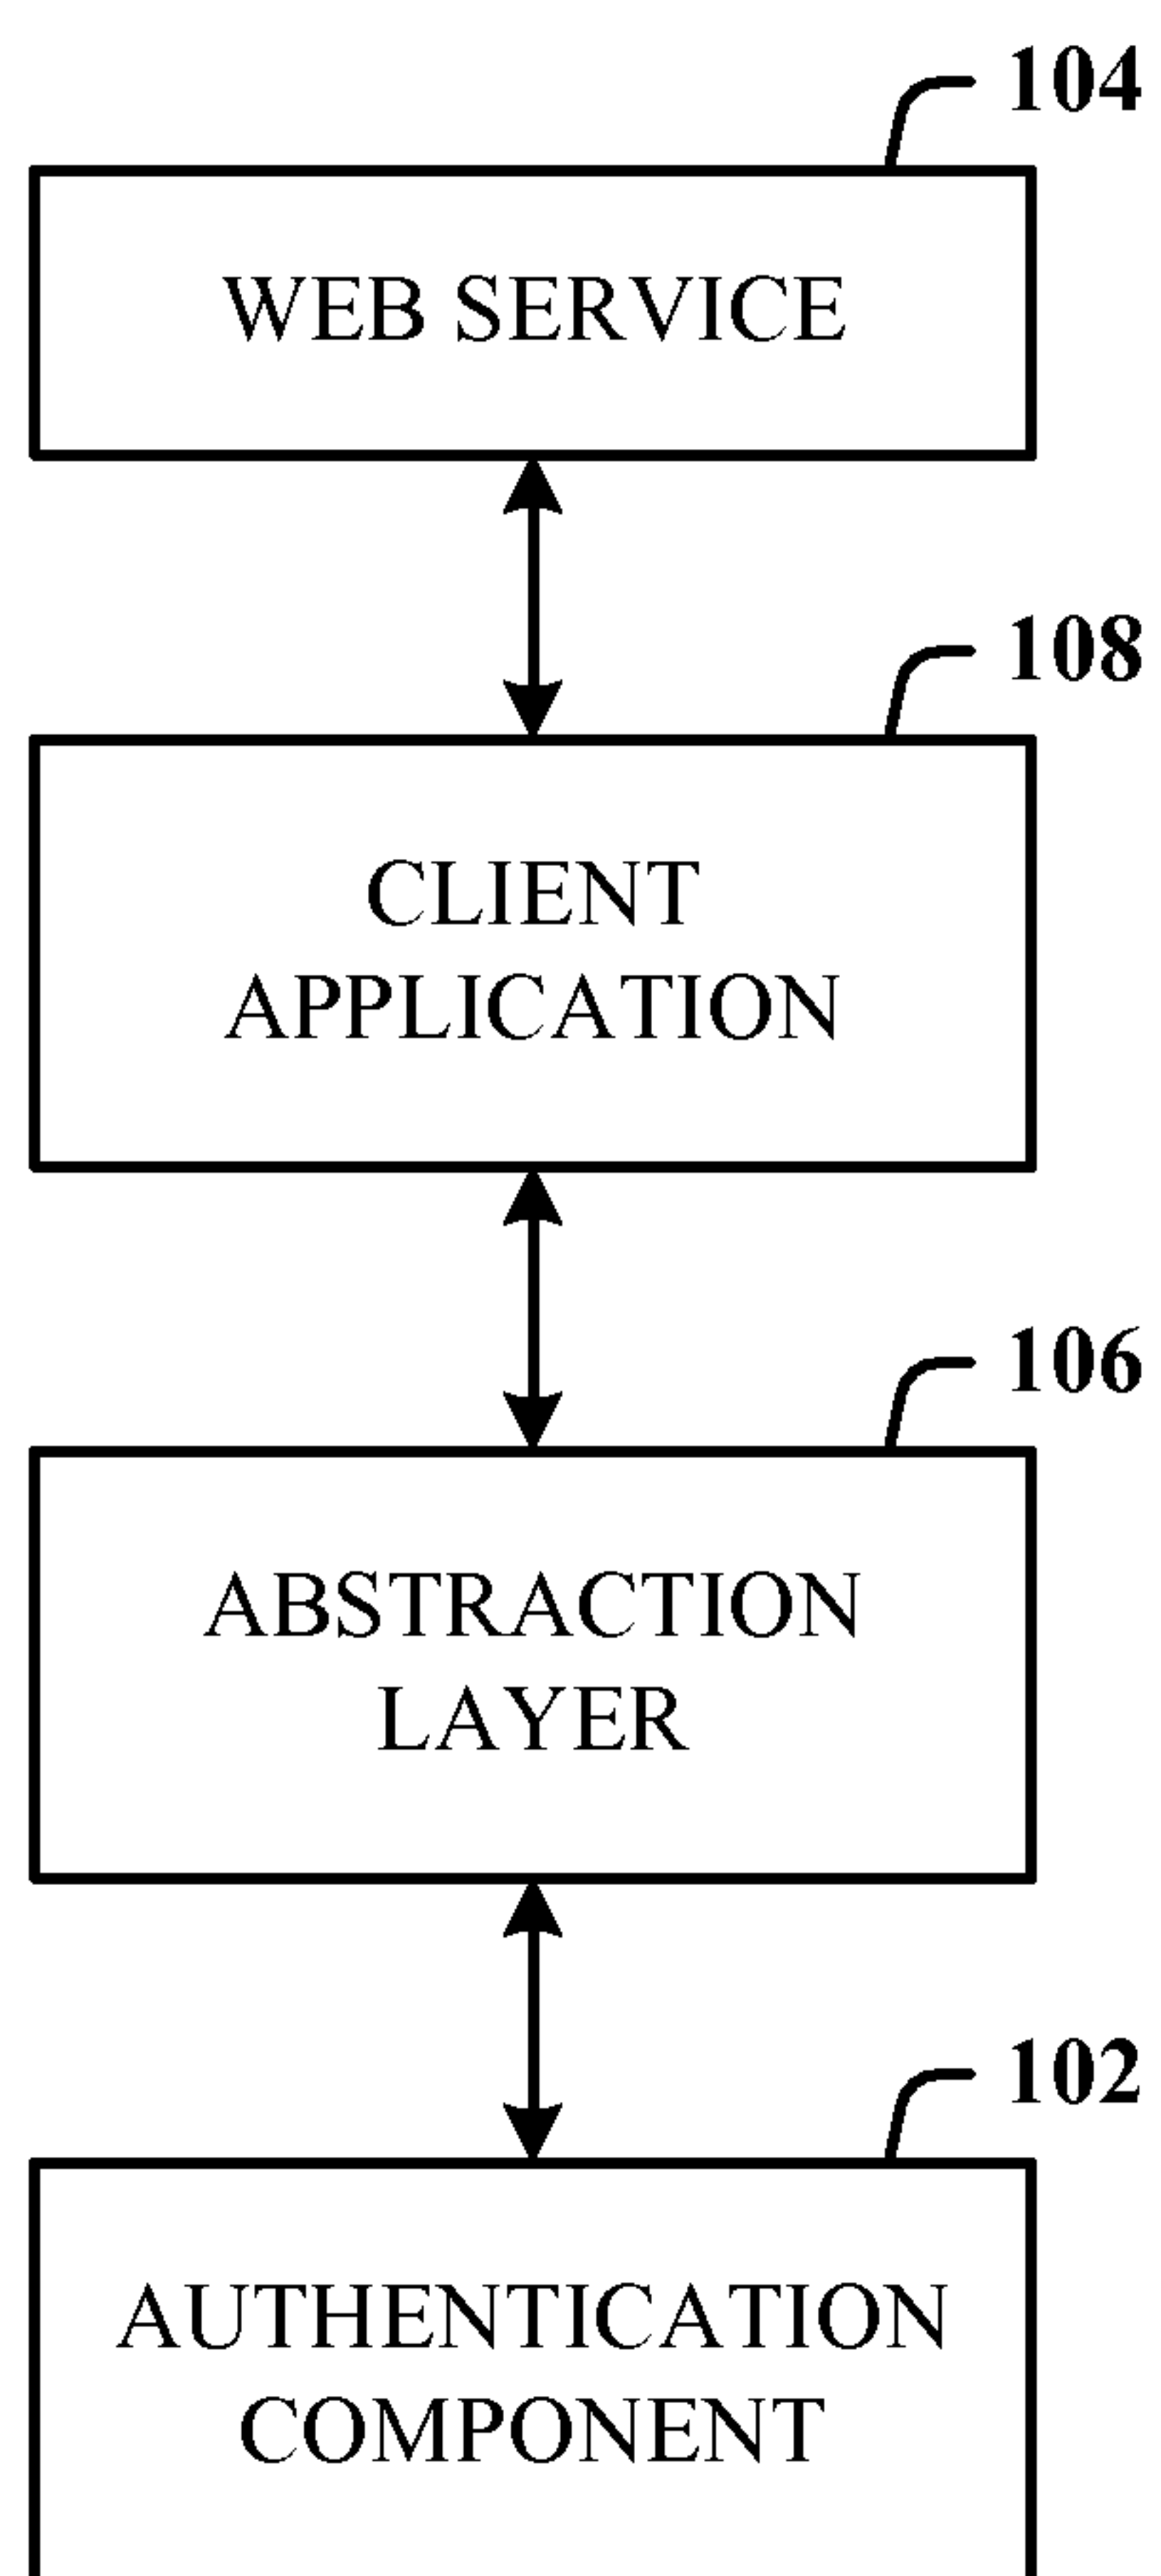 104
WEB SERVICE
108
CLIENT
APPLICATION
106
ABSTRACTION
LAYER
102
AUTHENTICATION
COMPONENT